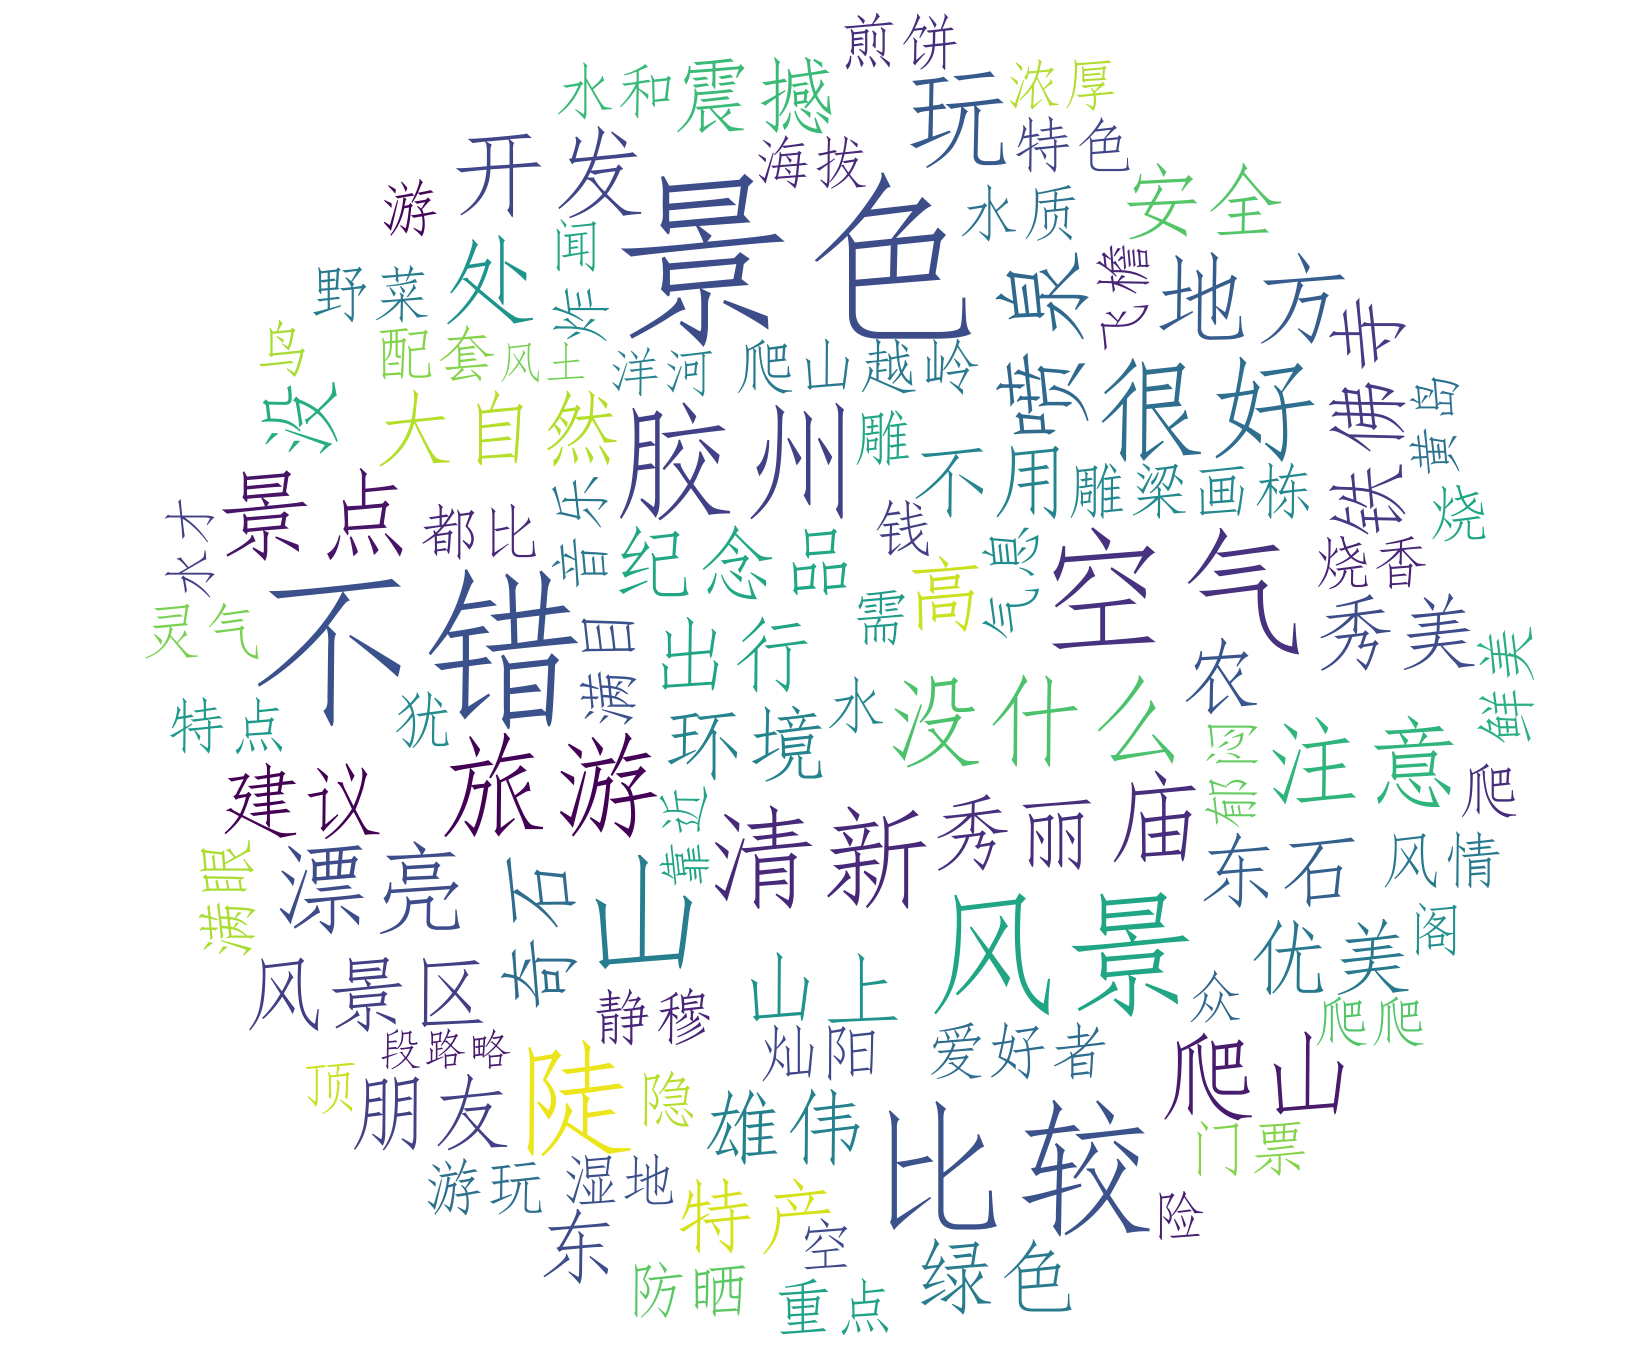 煎饼
水和
震撼
玩
浓厚
开发
海拔
特色
游
景色
水质
安全
闻
处
野菜
炸
喷泉
飞檐
地方
鸟
配套
风土
洋河
爬山越岭
很好
铁佛寺
黄岛
没
大自然
胶州
雕
不用
雕梁画栋
烧
景点
都比
音乐
纪念品
钱
气息
空气
烧香
水才
不错
需
高
秀美
灵气
满目
出行
农
鲜美
特点
犹
环境
水
没什么
郁闷
注意
建议
旅游
靠近
清新
秀丽
庙
爬
满眼
漂亮
奇石
山
东石
风情
风景
阁
优美
风景区
静穆
山上
众
爬爬
段路略
灿阳
爱好者
爬山
顶
朋友
陡
隐
雄伟
比较
门票
游玩
湿地
特产
险
东
空
绿色
防晒
重点